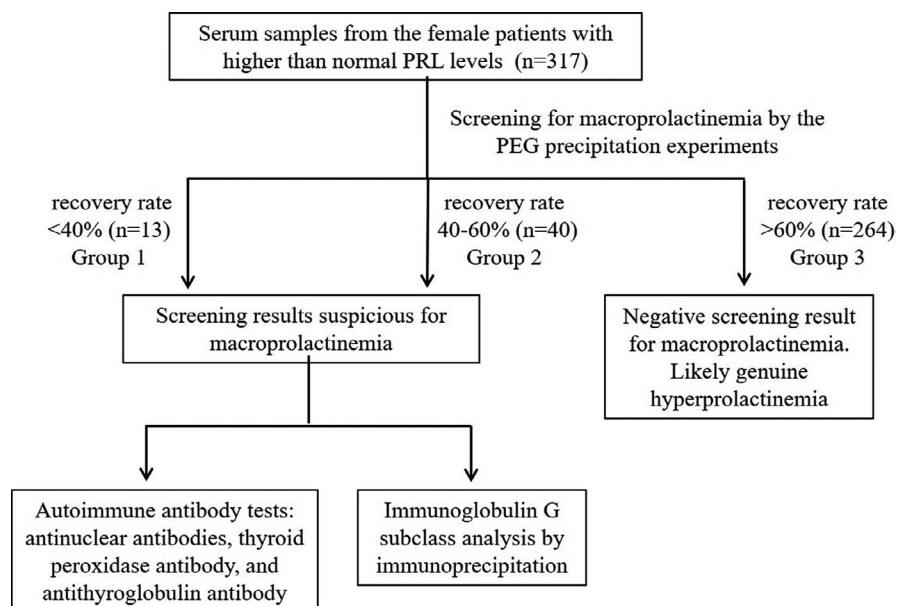 Serum samples from the female patients with
higher than normal PRL levels (n=317)
Screening for macroprolactinemia by the
PEG precipitation experiments
recovery rate
<40% (n=13)
Group 1
recovery rate
40-60% (n=40)
Group 2
recovery rate
>60% (n=264)
Group 3
Screening results suspicious for
macroprolactinemia
Negative screening result
for macroprolactinemia.
Likely genuine
hyperprolactinemia
Autoimmune antibody tests:
antinuclear antibodies, thyroid
peroxidase antibody, and
antithyroglobulin antibody
Immunoglobulin G
subclass analysis by
immunoprecipitation